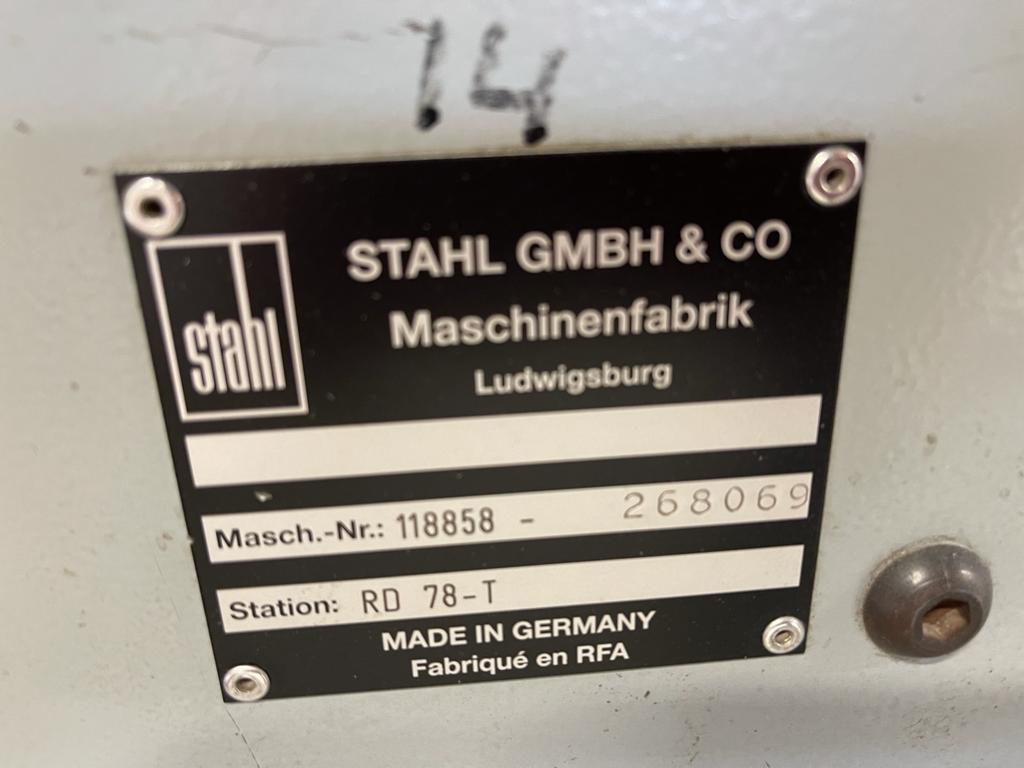 14
STAHL GMBH & CO
stahl
Maschinenfabrik
Ludwigsburg
Masch.-Nr.: 118858 - 268069
Station: RD 78-T
MADE IN GERMANY
Fabriqué en RFA